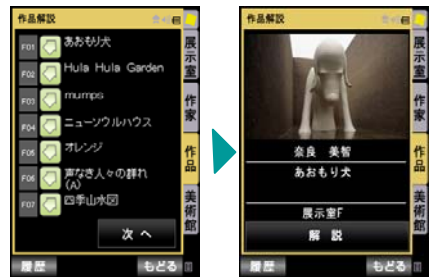 作品解説
F01 あおもり犬
F02 Hula Hula Garden
F03 mumps
F04 ニューソウルハウス
F05 オレンジ
F06 声なき人々の群れ
(A)
F07 四季山水図
次へ
履歴
もどる
展示室
作家
作品
美術館
作品解説
奈良 美智
あおもり犬
展示室F
解説
履歴
もどる
展示室
作家
作品
美術館